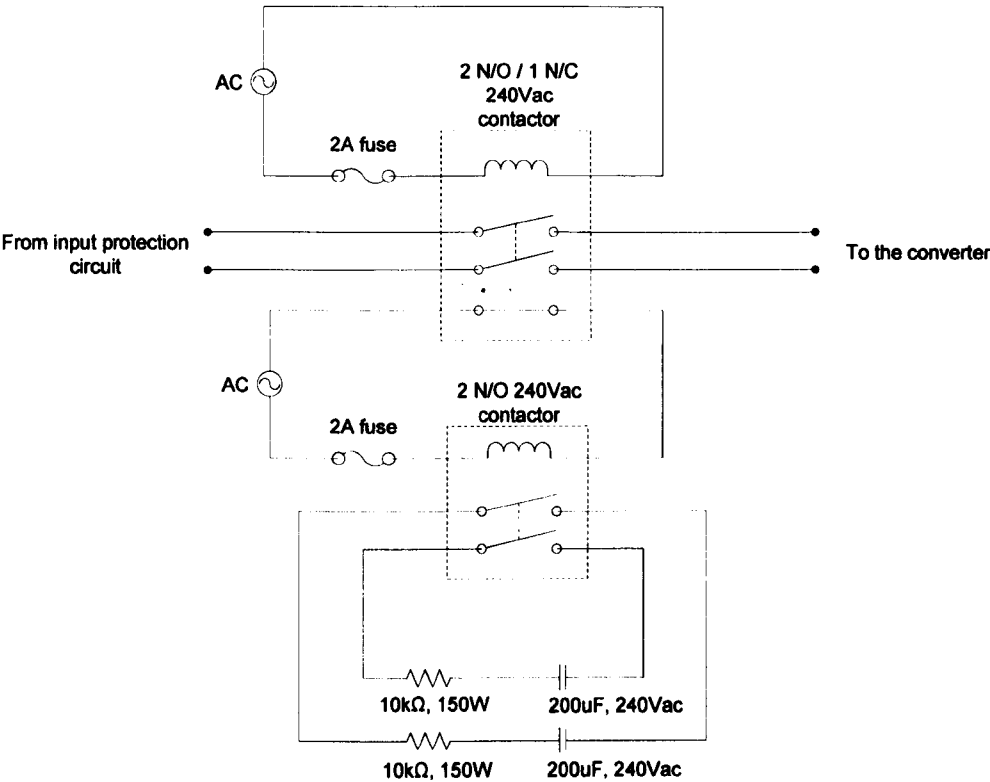 AC
2 N/O / 1 N/C
240Vac
contactor
2A fuse
From input protection
circuit
To the converter
AC
2 N/O 240Vac
contactor
2A fuse
10kΩ, 150W
200uF, 240Vac
10kΩ, 150W
200uF, 240Vac